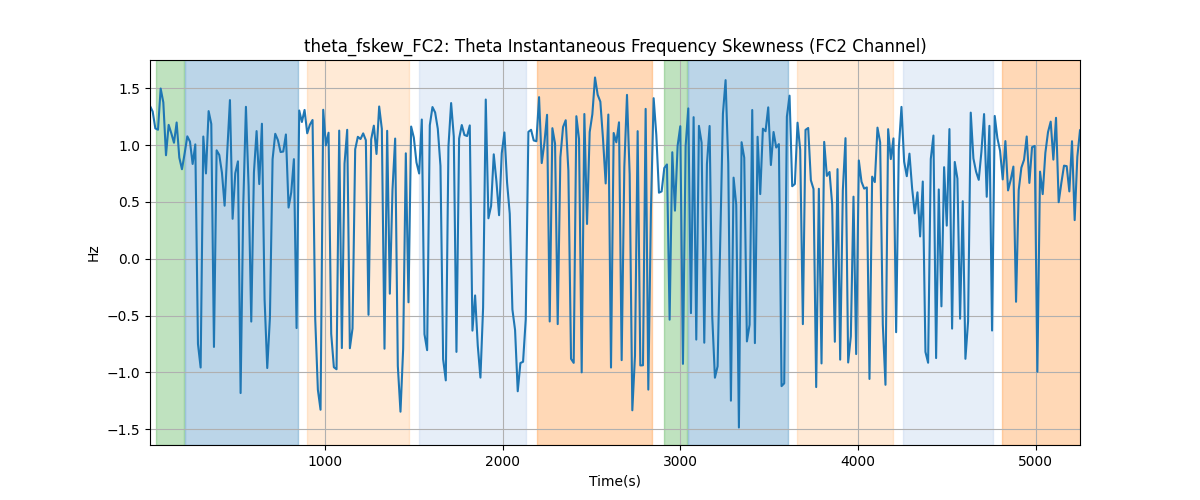 theta_fskew_FC2: Theta Instantaneous Frequency Skewness (FC2 Channel)
1.5
1.0
0.5
0.0
−0.5
−1.0
−1.5
Hz
1000 2000 3000 4000 5000
Time(s)